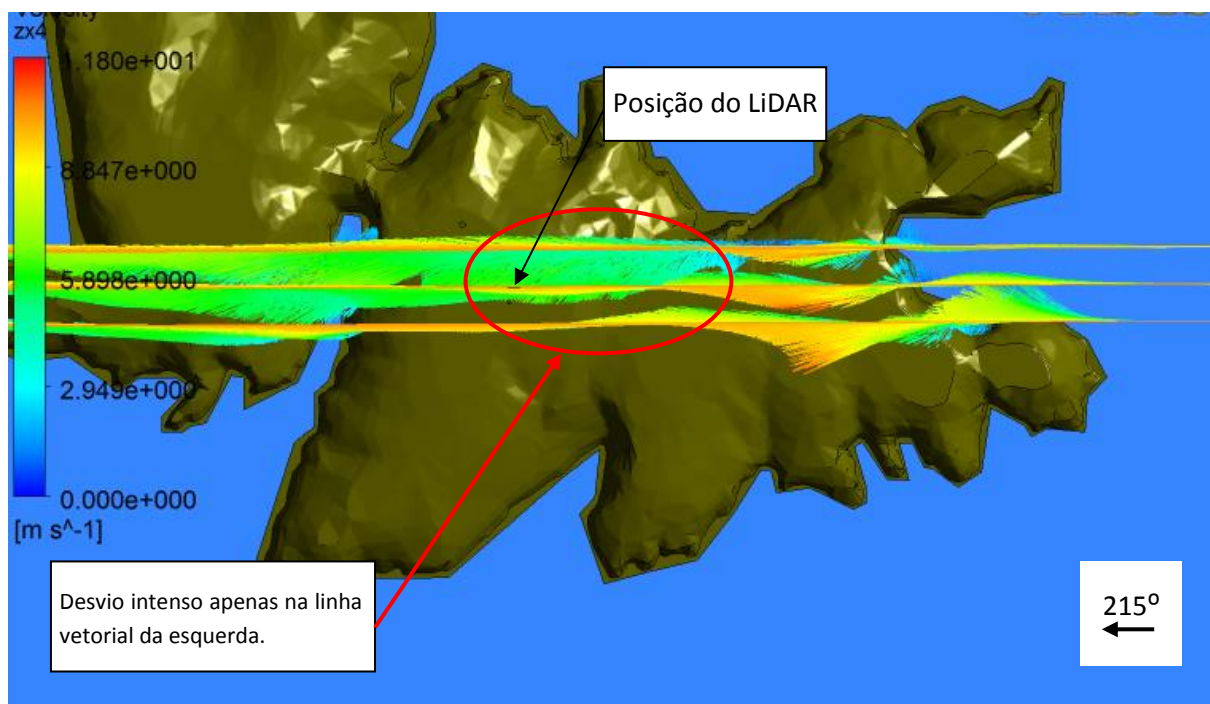 zx4
1.180e+001
8.847e+000
5.898e+000
2.949e+000
0.000e+000
[m s^-1]
Posição do LiDAR
Desvio intenso apenas na linha
vetorial da esquerda.
215º